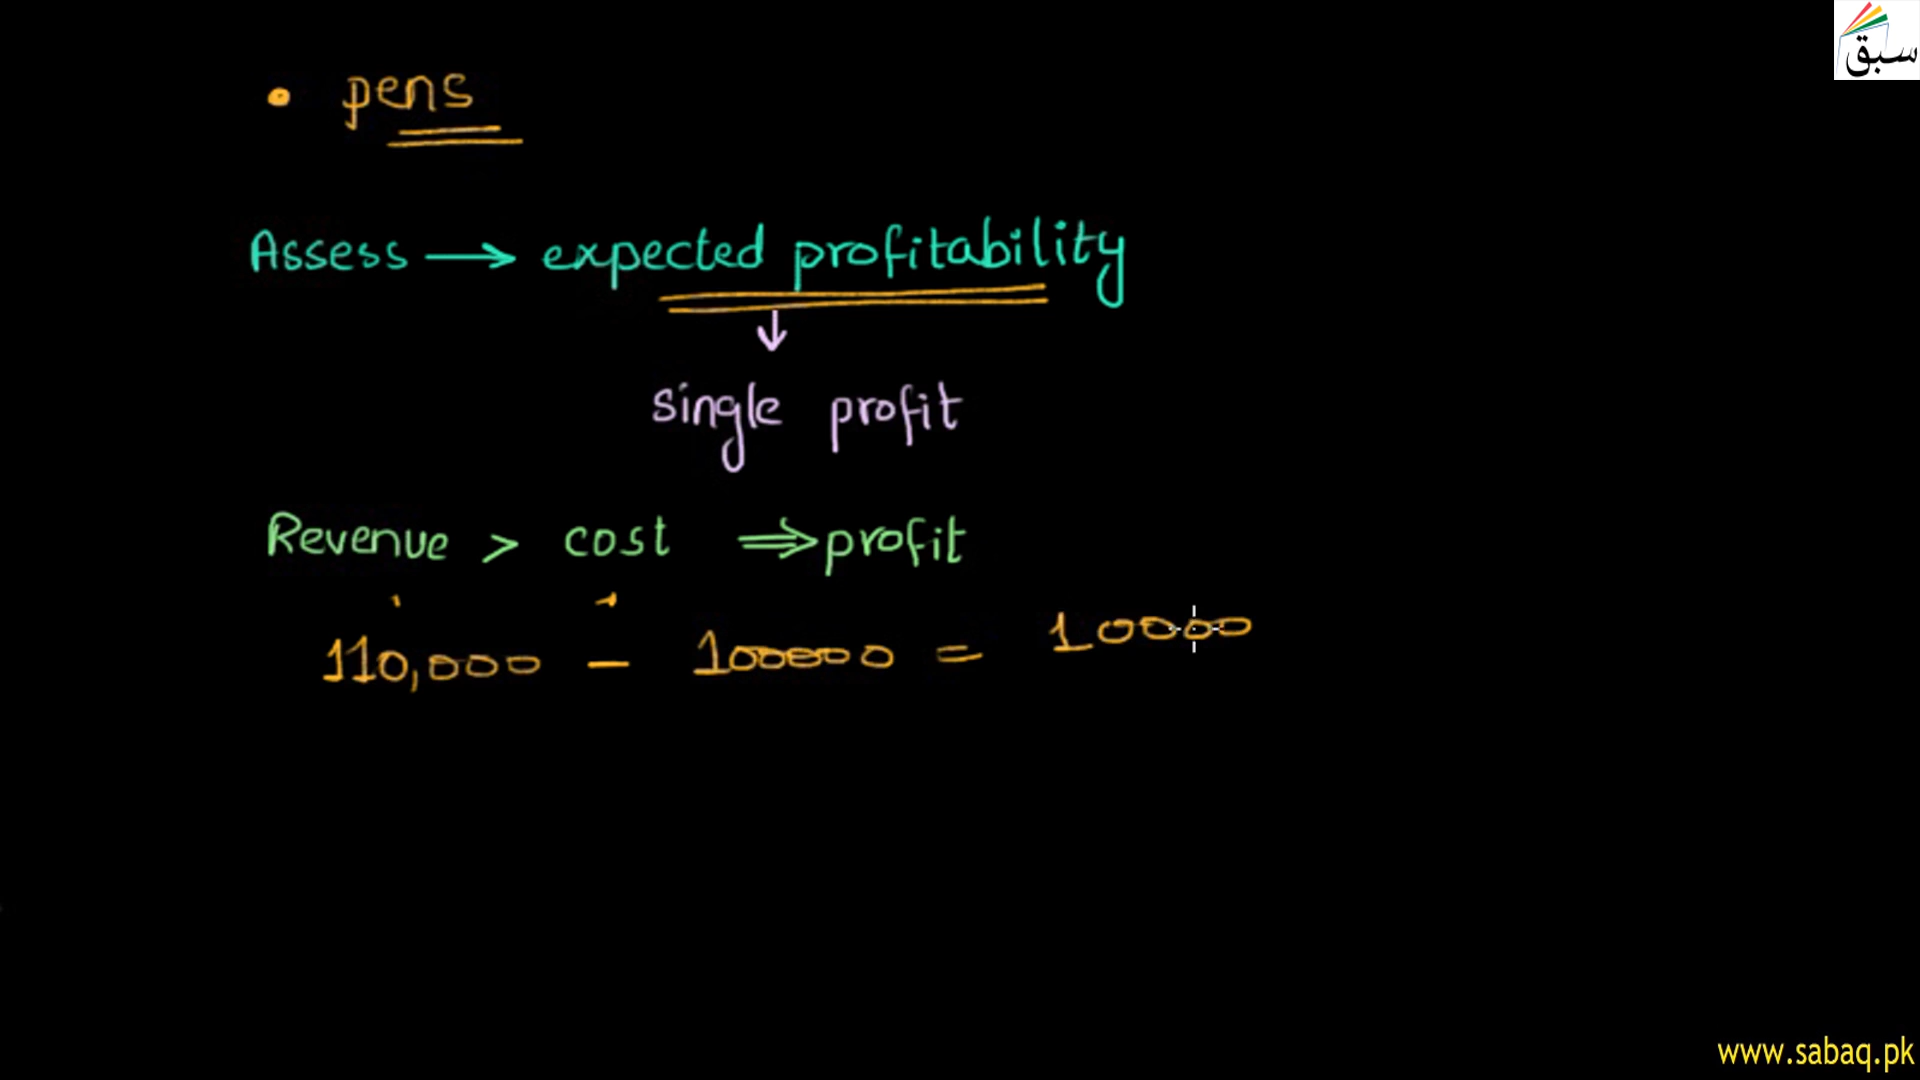 سبق
• pens
Assess → expected profitability
↓
single profit
Revenue > cost ⇒ profit
110,000 – 100000 = 10000
www.sabaq.pk